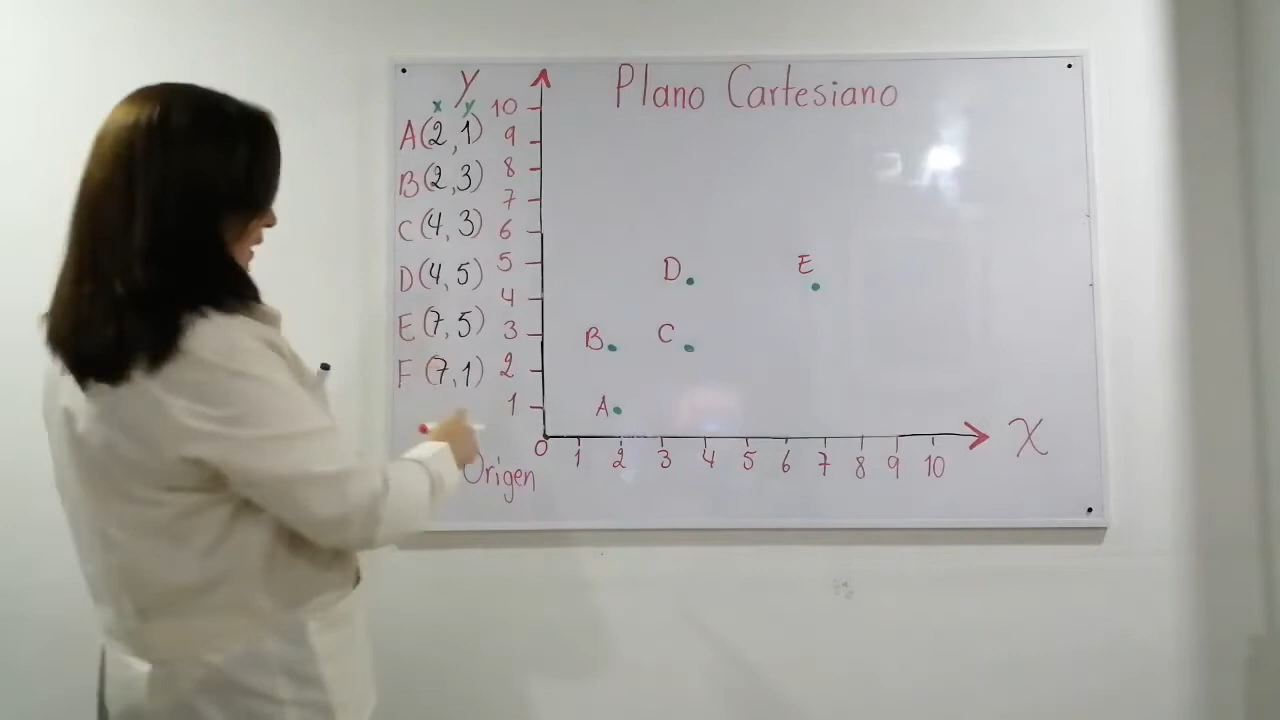 Plano Cartesiano
y
x y
A(2,1)
B(2,3)
C(4,3)
D(4,5)
E(7,5)
F(7,1)
10
9
8
7
6
5
4
3
2
1
D
E
B
C
A
0 1 2 3 4 5 6 7 8 9 10
X
Origen